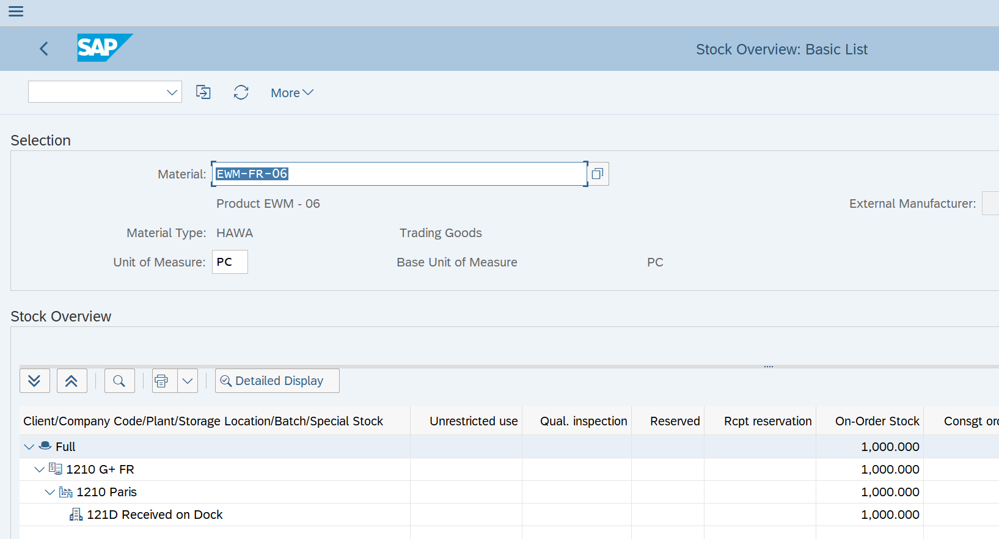 SAP
Stock Overview: Basic List
More
Selection
Material: EWM-FR-06
Product EWM - 06
External Manufacturer:
Material Type: HAWA Trading Goods
Unit of Measure: PC Base Unit of Measure PC
Stock Overview
Detailed Display
Client/Company Code/Plant/Storage Location/Batch/Special Stock Unrestricted use Qual. inspection Reserved Rcpt reservation On-Order Stock Consgt
Full 1,000.000
1210 G+ FR 1,000.000
1210 Paris 1,000.000
121D Received on Dock 1,000.000